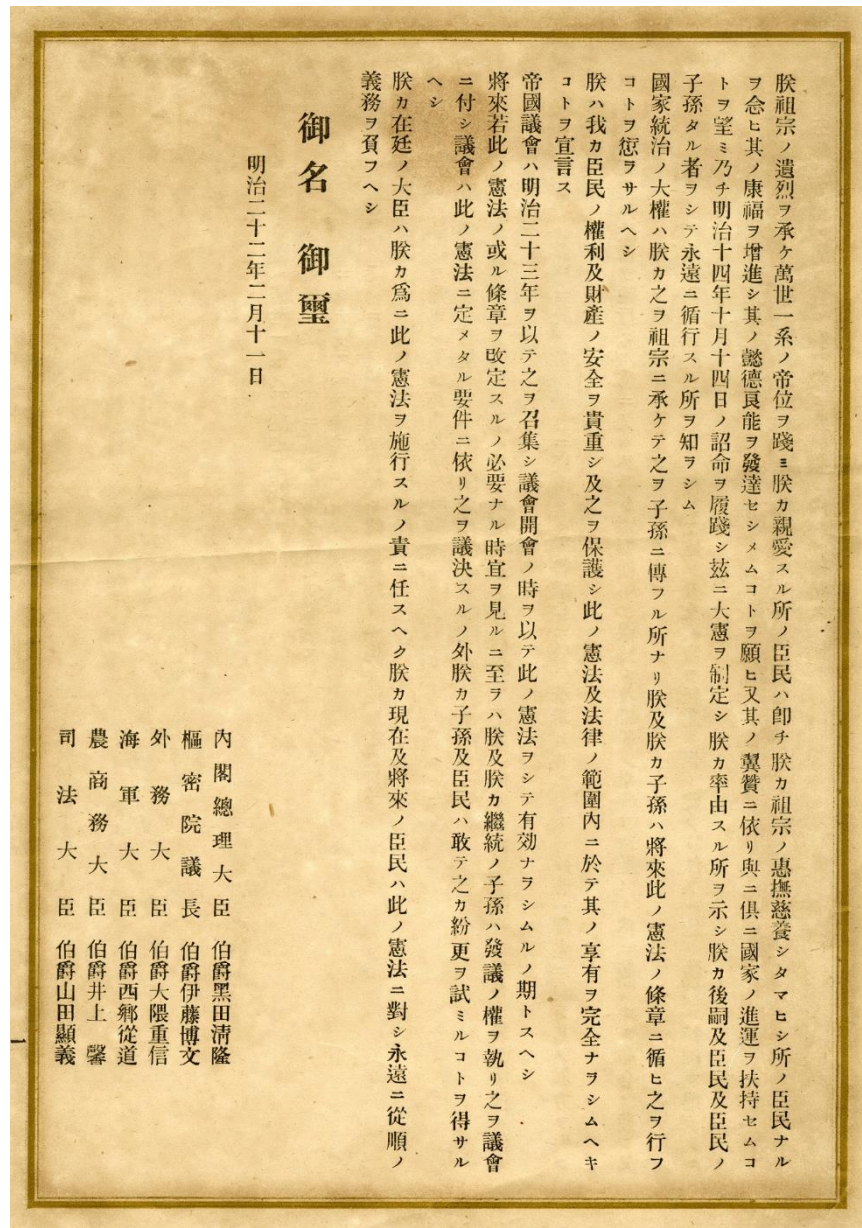 朕祖宗ノ遺烈ヲ承ケ萬世一系ノ帝位ヲ踐ミ朕カ親愛スル所ノ臣民ハ卽チ朕カ祖宗ノ惠撫慈養シタマヒシ所ノ臣民ナル
ヲ念ヒ其ノ康福ヲ增進シ其ノ懿德良能ヲ發達セシメムコトヲ願ヒ又其ノ翼贊ニ依リ與ニ俱ニ國家ノ進運ヲ扶持セムコ
トヲ望ミ乃チ明治十四年十月十四日ノ詔命ヲ履踐シ玆ニ大憲ヲ制定シ朕カ率由スル所ヲ示シ朕カ後嗣及臣民及臣民ノ
子孫タル者ヲシテ永遠ニ循行スル所ヲ知ラシム
國家統治ノ大權ハ朕カ之ヲ祖宗ニ承ケテ之ヲ子孫ニ傳フル所ナリ朕及朕カ子孫ハ將來此ノ憲法ノ條章ニ循ヒ之ヲ行フ
コトヲ愆ラサルヘシ
朕ハ我カ臣民ノ權利及財產ノ安全ヲ貴重シ及之ヲ保護シ此ノ憲法及法律ノ範圍內ニ於テ其ノ享有ヲ完全ナラシムヘキ
コトヲ宣言ス
帝國議會ハ明治二十三年ヲ以テ之ヲ召集シ議會開會ノ時ヲ以テ此ノ憲法ヲシテ有効ナラシムルノ期トスヘシ
將來若此ノ憲法ノ或ル條章ヲ改定スルノ必要ナル時宜ヲ見ルニ至ラハ朕及朕カ繼統ノ子孫ハ發議ノ權ヲ執リ之ヲ議會
ニ付シ議會ハ此ノ憲法ニ定メタル要件ニ依リ之ヲ議決スルノ外朕カ子孫及臣民ハ敢テ之カ紛更ヲ試ミルコトヲ得サル
ヘシ
朕カ在廷ノ大臣ハ朕カ爲ニ此ノ憲法ヲ施行スルノ責ニ任スヘク朕カ現在及將來ノ臣民ハ此ノ憲法ニ對シ永遠ニ從順ノ
義務ヲ負フヘシ
御名 御璽
明治二十二年二月十一日
內閣總理大臣 伯爵黑田淸隆
樞密院議長 伯爵伊藤博文
外務大臣 伯爵大隈重信
海軍大臣 伯爵西鄕從道
農商務大臣 伯爵井上 馨
司法大臣 伯爵山田顯義